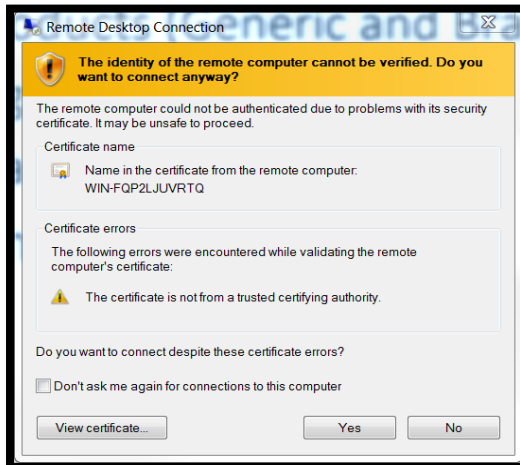 ducts (Generic and Bra
Remote Desktop Connection
The identity of the remote computer cannot be verified. Do you
want to connect anyway?
The remote computer could not be authenticated due to problems with its security
certificate. It may be unsafe to proceed.
Certificate name
Name in the certificate from the remote computer:
WIN-FQP2LJUVRTQ
Certificate errors
The following errors were encountered while validating the remote
computer's certificate:
The certificate is not from a trusted certifying authority.
Do you want to connect despite these certificate errors?
Don't ask me again for connections to this computer
View certificate...
Yes
No